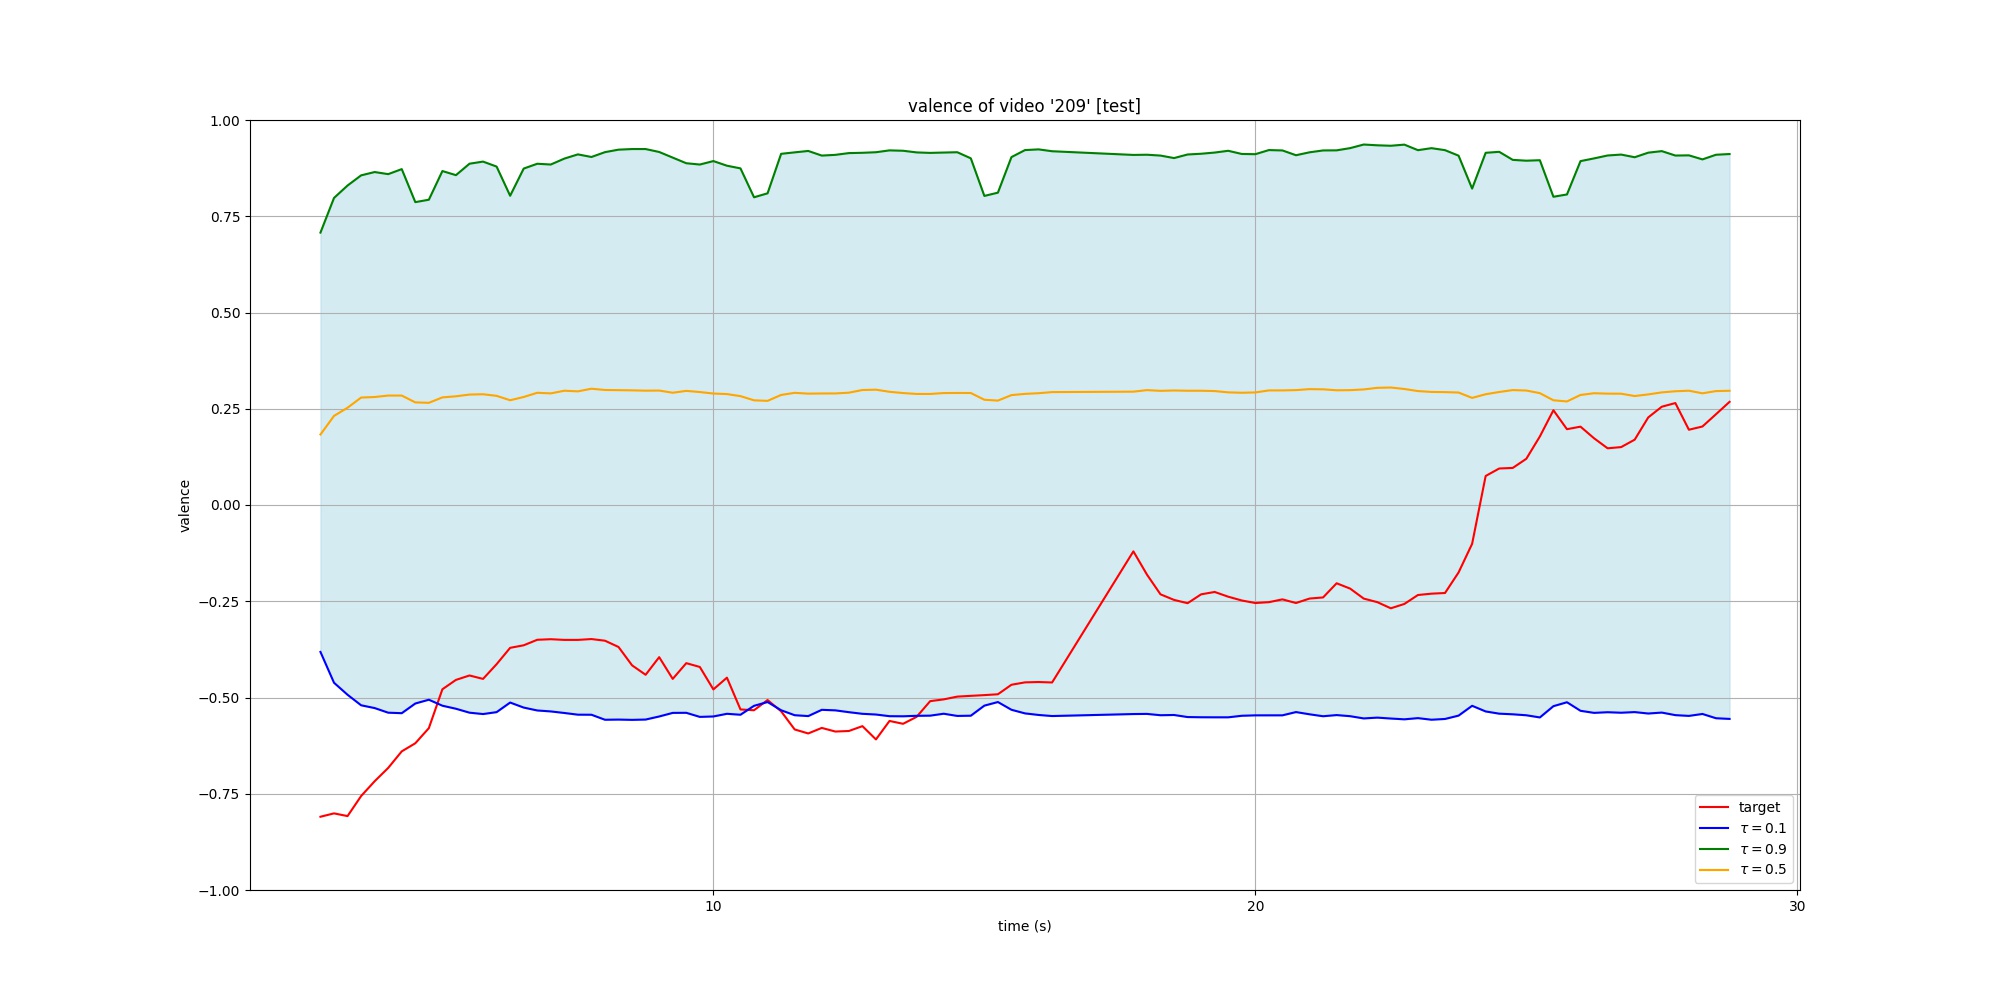 valence of video '209' [test]
1.00
0.75
0.50
0.25
0.00
−0.25
−0.50
−0.75
−1.00
valence
10
20
30
time (s)
target
τ = 0.1
τ = 0.9
τ = 0.5